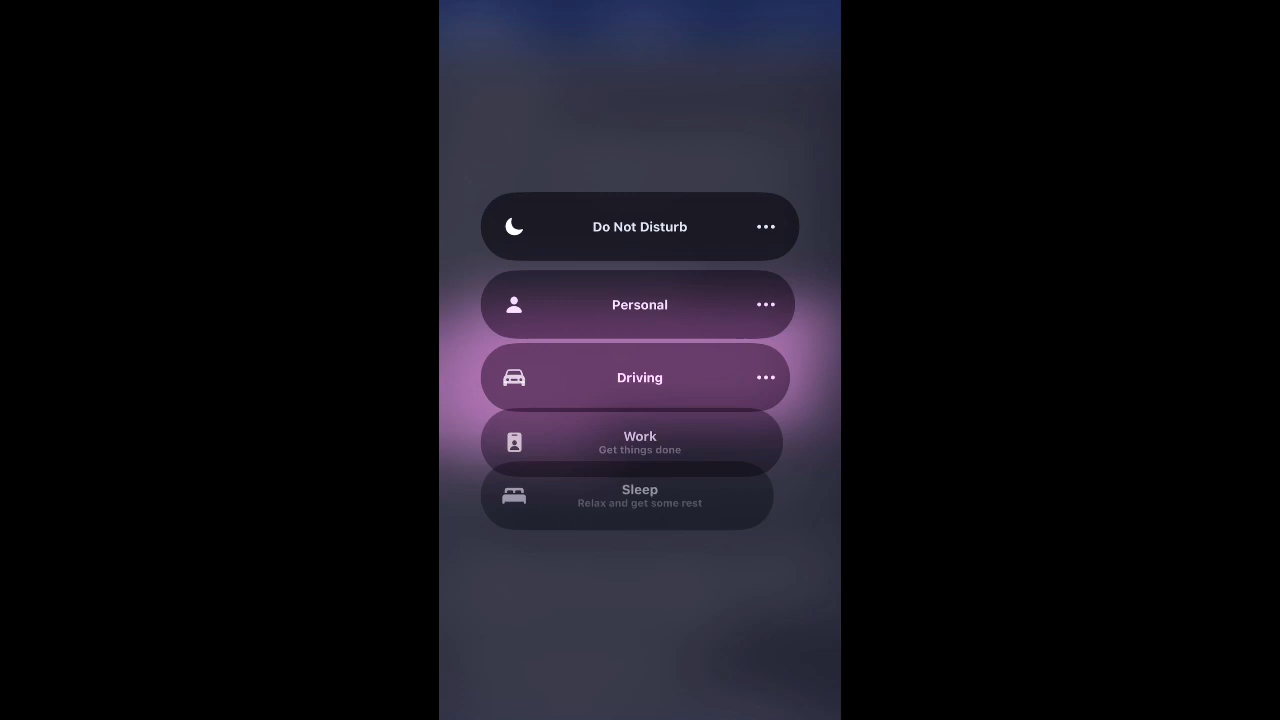 Do Not Disturb
Personal
Driving
Work
Get things done
Sleep
Relax and get some rest